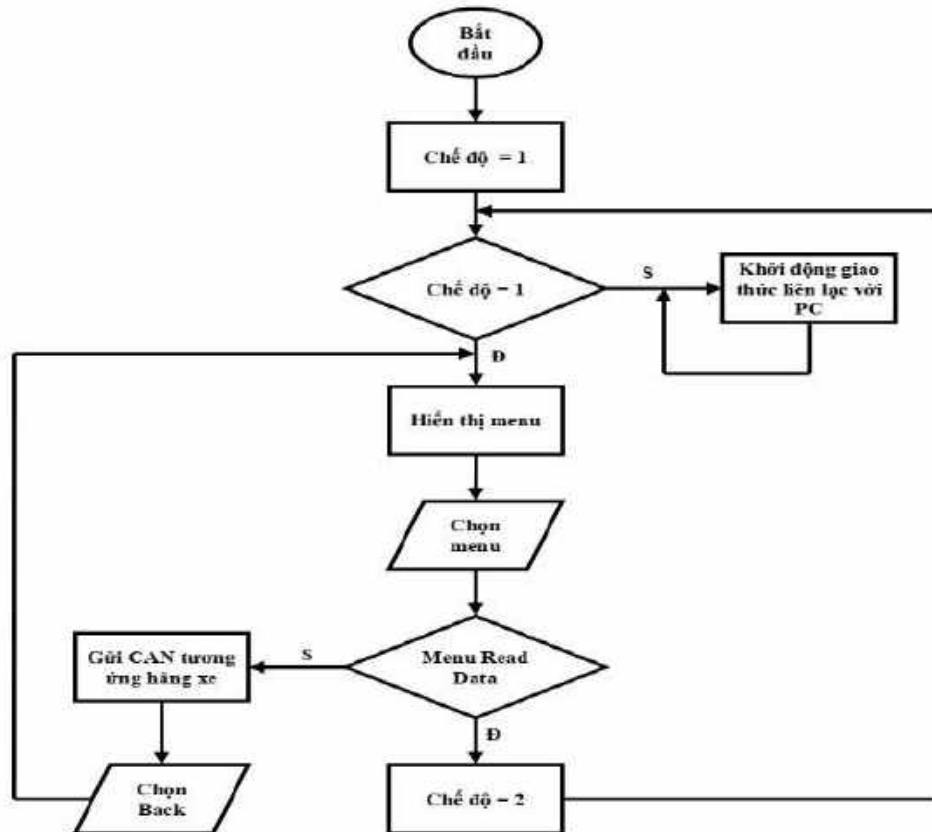 Bắt
đầu
Chế độ = 1
Chế độ = 1
S
Khởi động giao
thức liên lạc với
PC
Đ
Hiển thị menu
Chọn
menu
Menu Read
Data
S
Gửi CAN tương
ứng hãng xe
Đ
Chọn
Back
Chế độ = 2